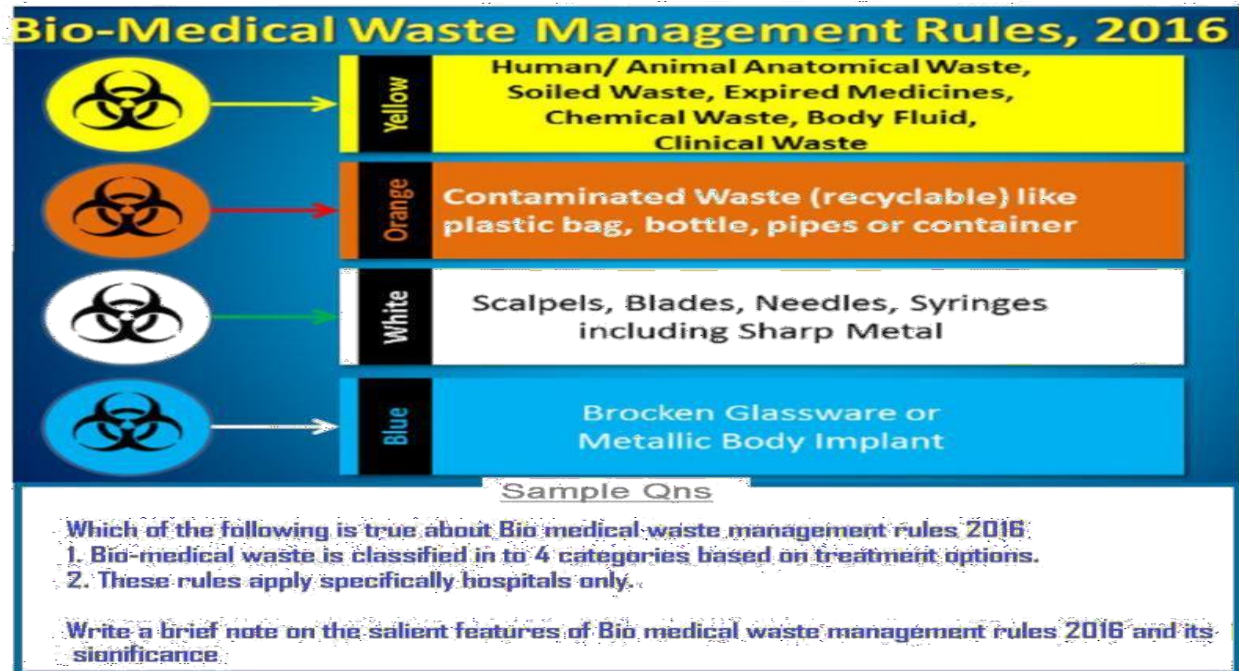 Bio-Medical Waste Management Rules, 2016
Yellow
Human/ Animal Anatomical Waste,
Soiled Waste, Expired Medicines,
Chemical Waste, Body Fluid,
Clinical Waste
Orange
Contaminated Waste (recyclable) like
plastic bag, bottle, pipes or container
White
Scalpels, Blades, Needles, Syringes
including Sharp Metal
Blue
Brocken Glassware or
Metallic Body Implant
Sample Qns
Which of the following is true about Bio medical waste management rules 2016
1. Bio-medical waste is classified in to 4 categories based on treatment options.
2. These rules apply specifically hospitals only.
Write a brief note on the salient features of Bio medical waste management rules 2016 and its
significance